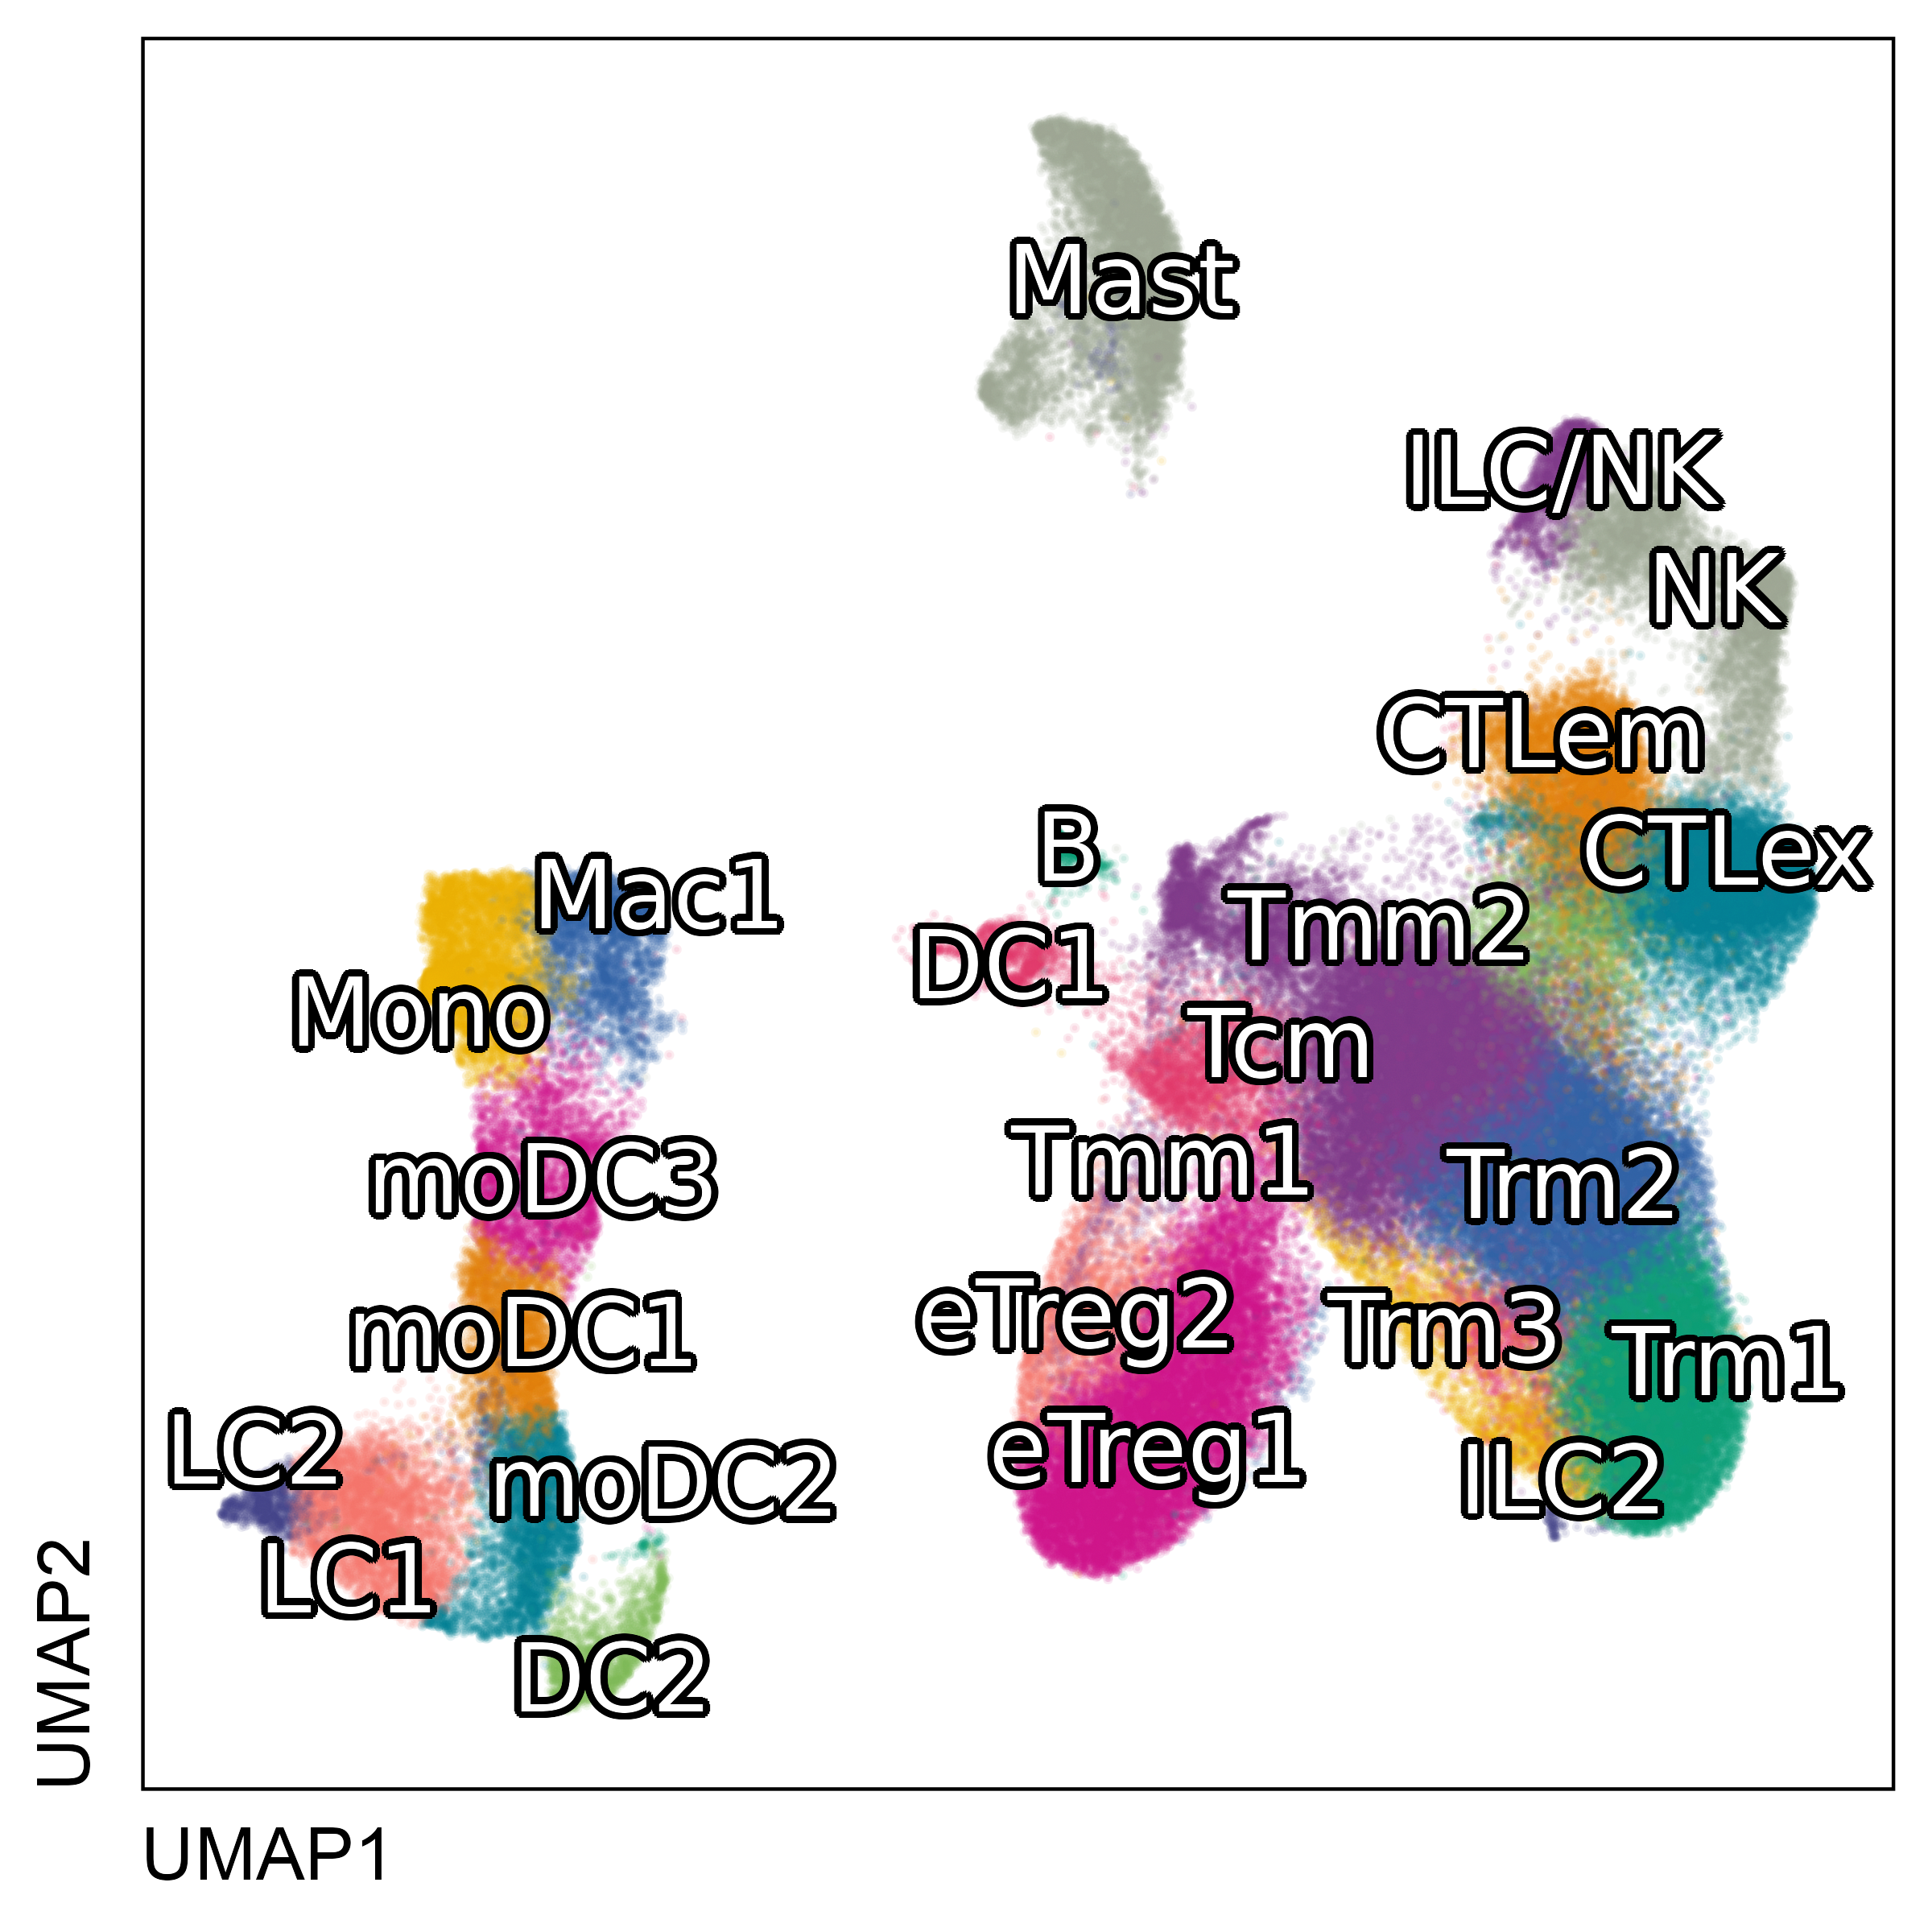 Mast
ILC/NK
NK
CTLem
CTLex
B
Mac1
Tmm2
DC1
Mono
Tcm
Tmm1
moDC3
Trm2
eTreg2
Trm3
moDC1
Trm1
LC2
eTreg1
moDC2
ILC2
LC1
DC2
UMAP2
UMAP1